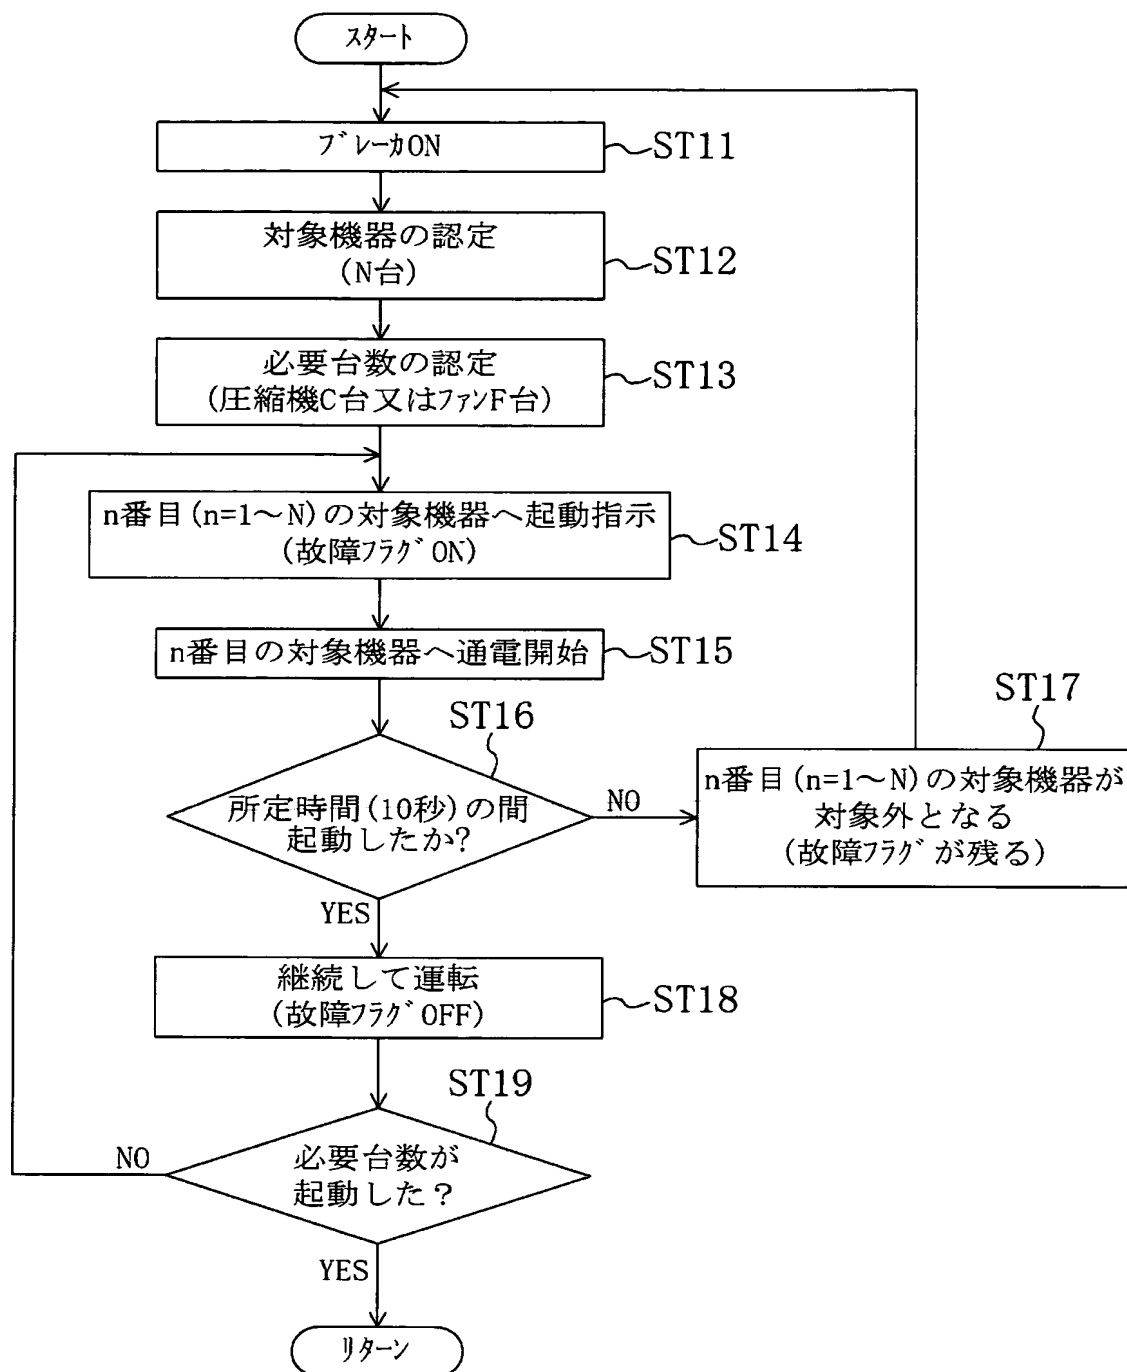 スタート
ブレーカON
ST11
対象機器の認定
(N台)
ST12
必要台数の認定
(圧縮機C台又はファンF台)
ST13
n番目(n=1～N)の対象機器へ起動指示
(故障フラグON)
ST14
n番目の対象機器へ通電開始
ST15
ST16
所定時間(10秒)の間
起動したか?
NO
YES
ST17
n番目(n=1～N)の対象機器が
対象外となる
(故障フラグが残る)
継続して運転
(故障フラグOFF)
ST18
ST19
必要台数が
起動した？
NO
YES
リターン